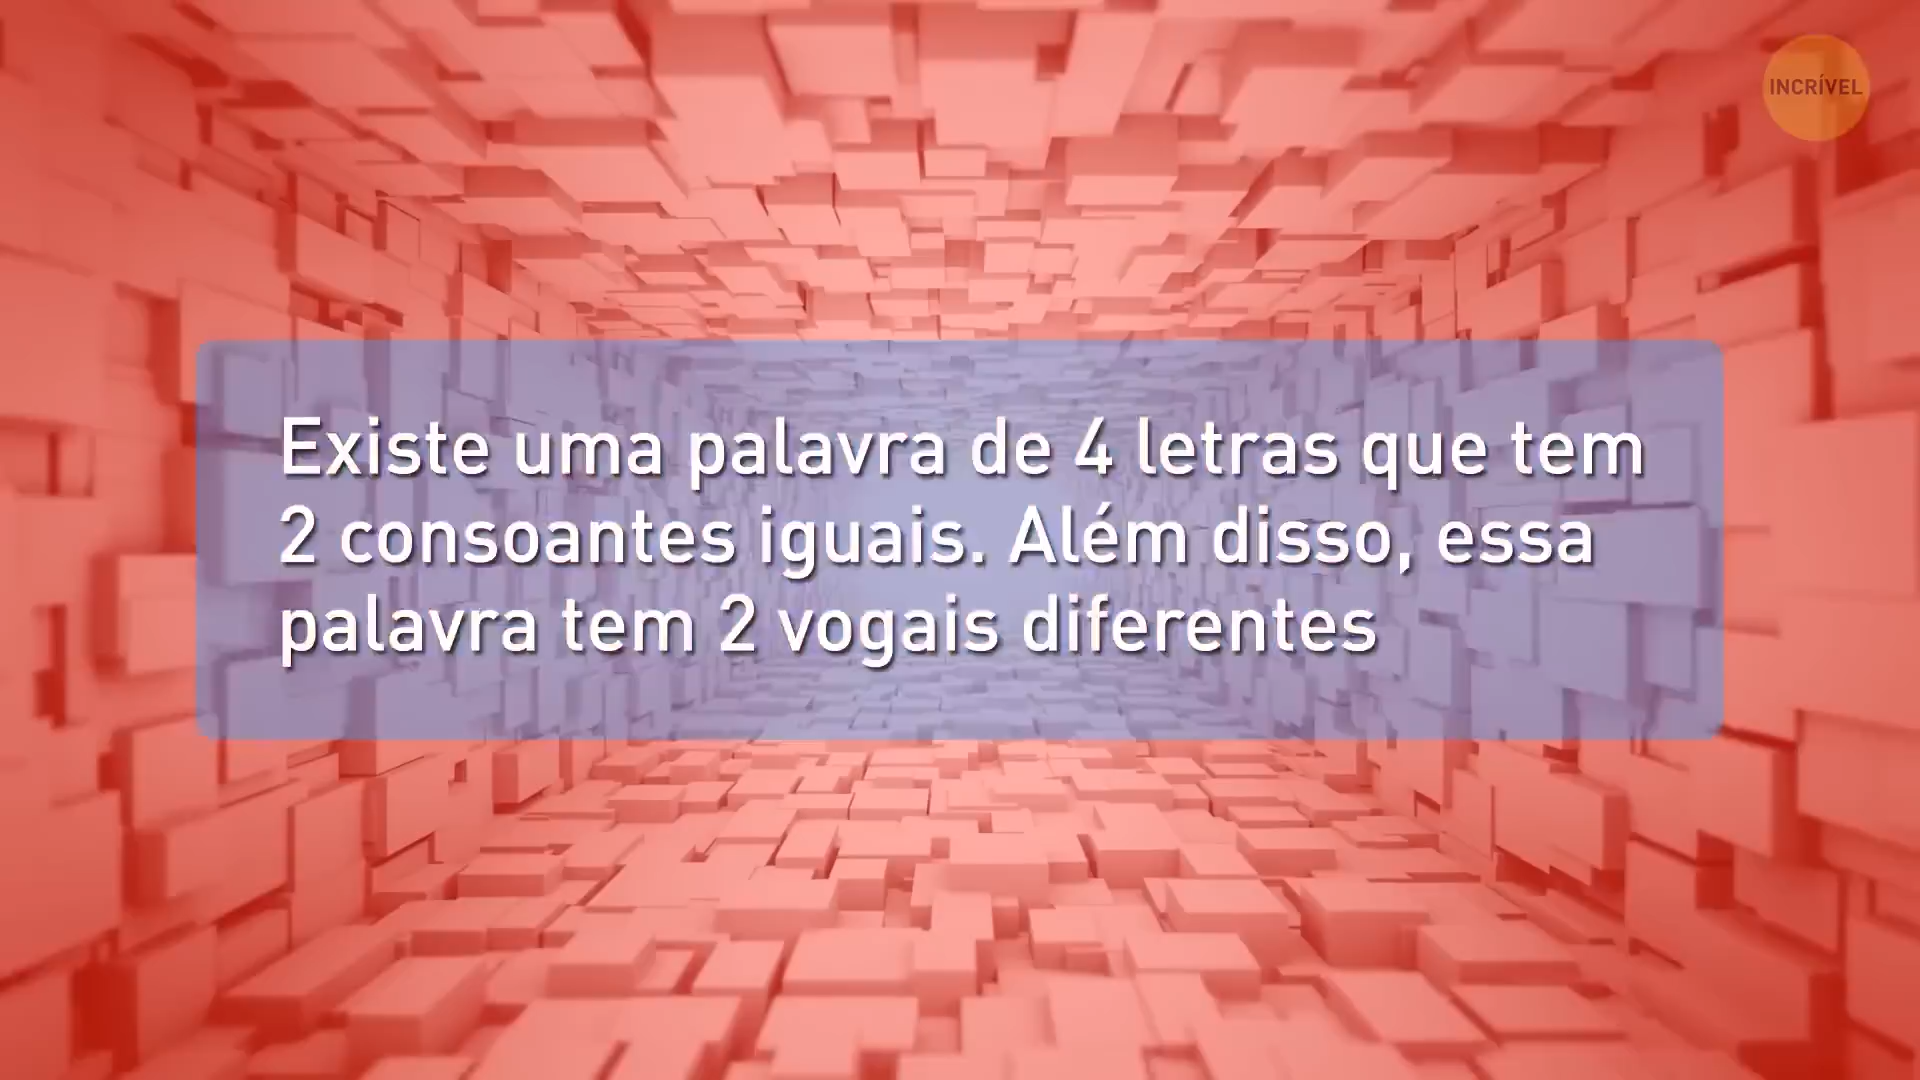 INCRÍVEL
Existe uma palavra de 4 letras que tem
2 consoantes iguais. Além disso, essa
palavra tem 2 vogais diferentes